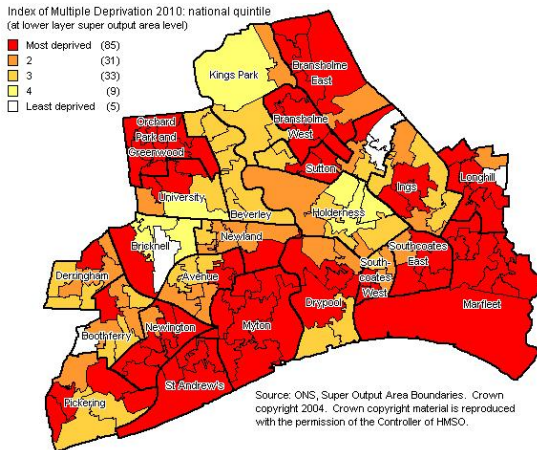 Index of Multiple Deprivation 2010: national quintile
(at lower layer super output area level)
Most deprived (85)
2 (31)
3 (33)
4 (9)
Least deprived (5)
Kings Park
Bransholme
East
Orchard
Park and
Greenwood
Bransholme
West
Sutton
Longhill
Ings
University
Holderness
Beverley
Newland
Bricknell
Southcoates
East
Avenue
South-
coates
West
Derringham
Drypool
Marfleet
Boothferry
Newington
Myton
St Andrew's
Pickering
Source: ONS, Super Output Area Boundaries. Crown
copyright 2004. Crown copyright material is reproduced
with the permission of the Controller of HMSO.